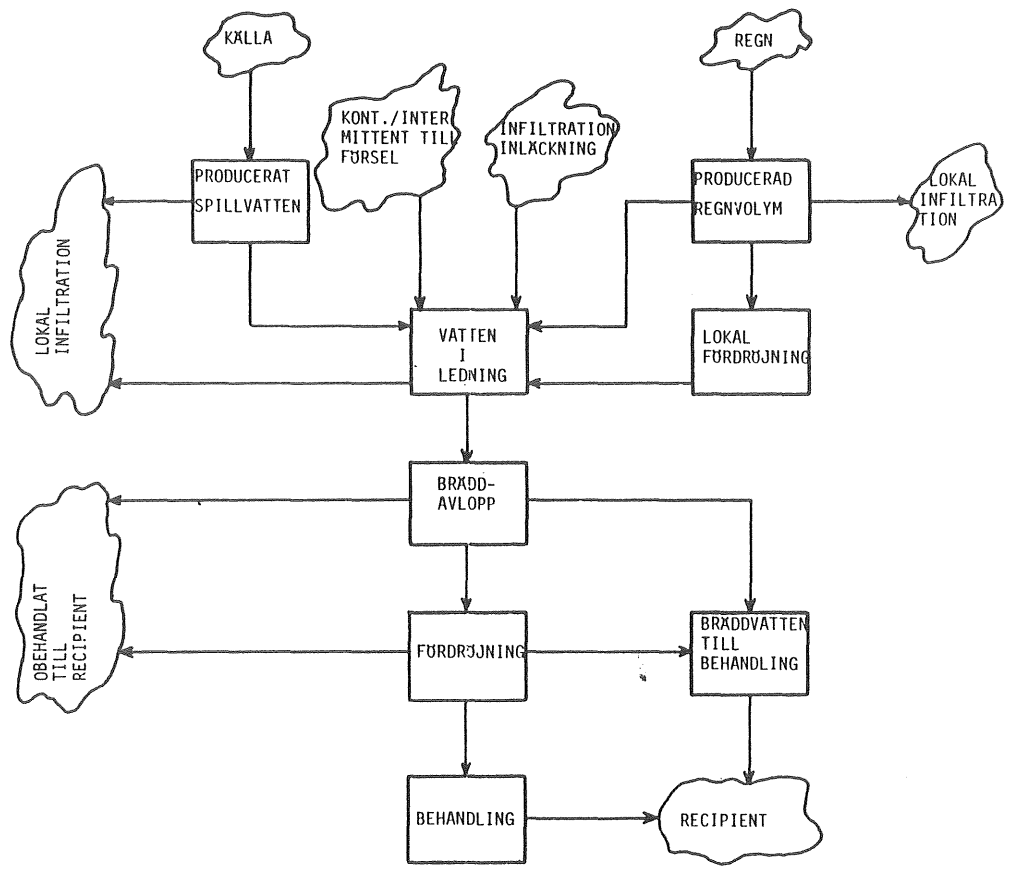 KÄLLA
REGN
KONT./INTER
MITTENT TILL
FÖRSEL
INFILTRATION
INLÄCKNING
PRODUCERAT
SPILLVATTEN
PRODUCERAD
REGNVOLYM
LOKAL
INFILTRA
TION
LOKAL
INFILTRATION
VATTEN
I
LEDNING
LOKAL
FÖRDRÖJNING
BRÄDD-
AVLOPP
OBEHANDLAT
TILL
RECIPIENT
FÖRDRÖJNING
BRÄDDVATTEN
TILL
BEHANDLING
BEHANDLING
RECIPIENT